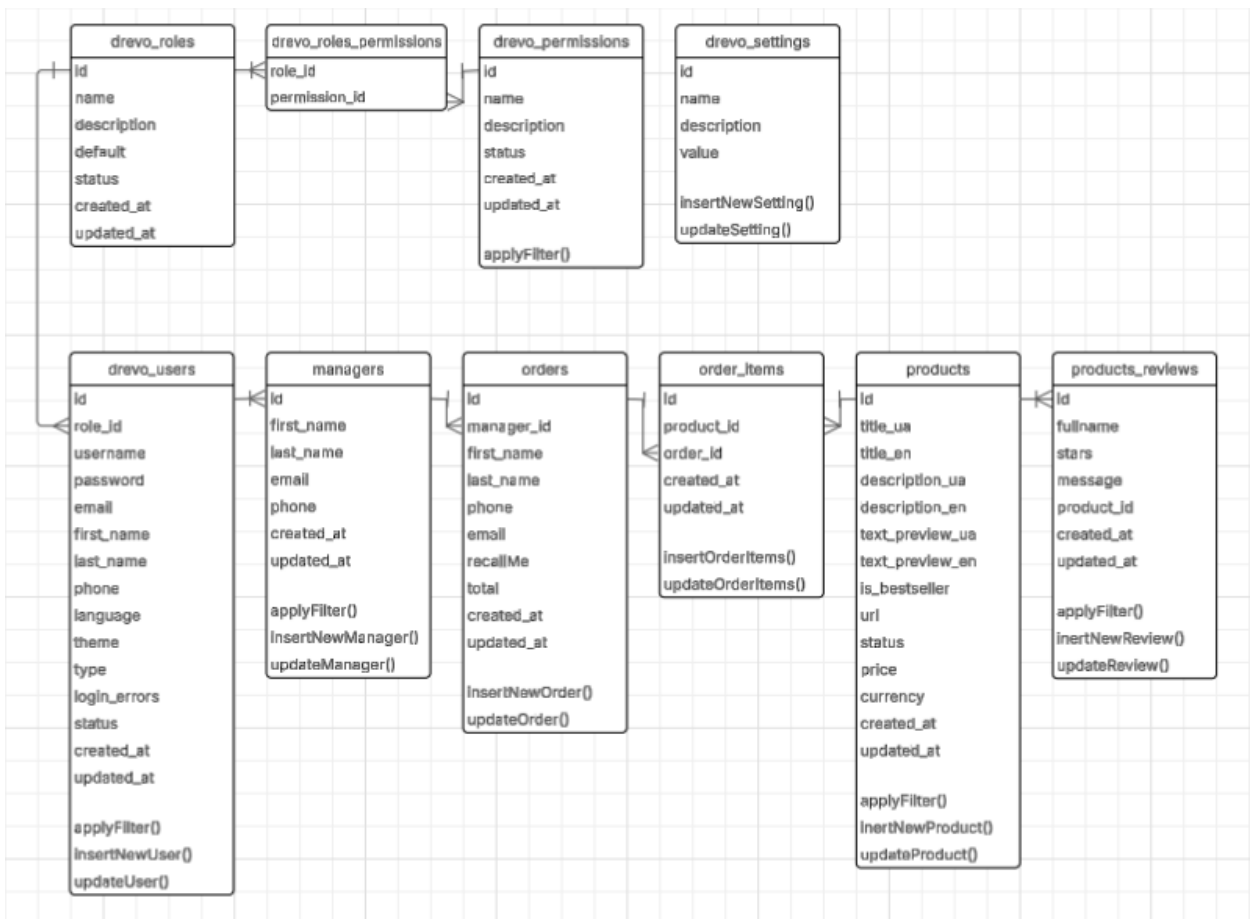 drevo_roles
id
name
description
default
status
created_at
updated_at
drevo_roles_permissions
role_id
permission_id
drevo_permissions
id
name
description
status
created_at
updated_at
applyFilter()
drevo_settings
id
name
description
value
insertNewSetting()
updateSetting()
drevo_users
id
role_id
username
password
email
first_name
last_name
phone
language
theme
type
login_errors
status
created_at
updated_at
applyFilter()
insertNewUser()
updateUser()
managers
id
first_name
last_name
email
phone
created_at
updated_at
applyFilter()
insertNewManager()
updateManager()
orders
id
manager_id
first_name
last_name
phone
email
recallMe
total
created_at
updated_at
insertNewOrder()
updateOrder()
order_items
id
product_id
order_id
created_at
updated_at
insertOrderItems()
updateOrderItems()
products
id
title_ua
title_en
description_ua
description_en
text_preview_ua
text_preview_en
is_bestseller
url
status
price
currency
created_at
updated_at
applyFilter()
inertNewProduct()
updateProduct()
products_reviews
id
fullname
stars
message
product_id
created_at
updated_at
applyFilter()
inertNewReview()
updateReview()